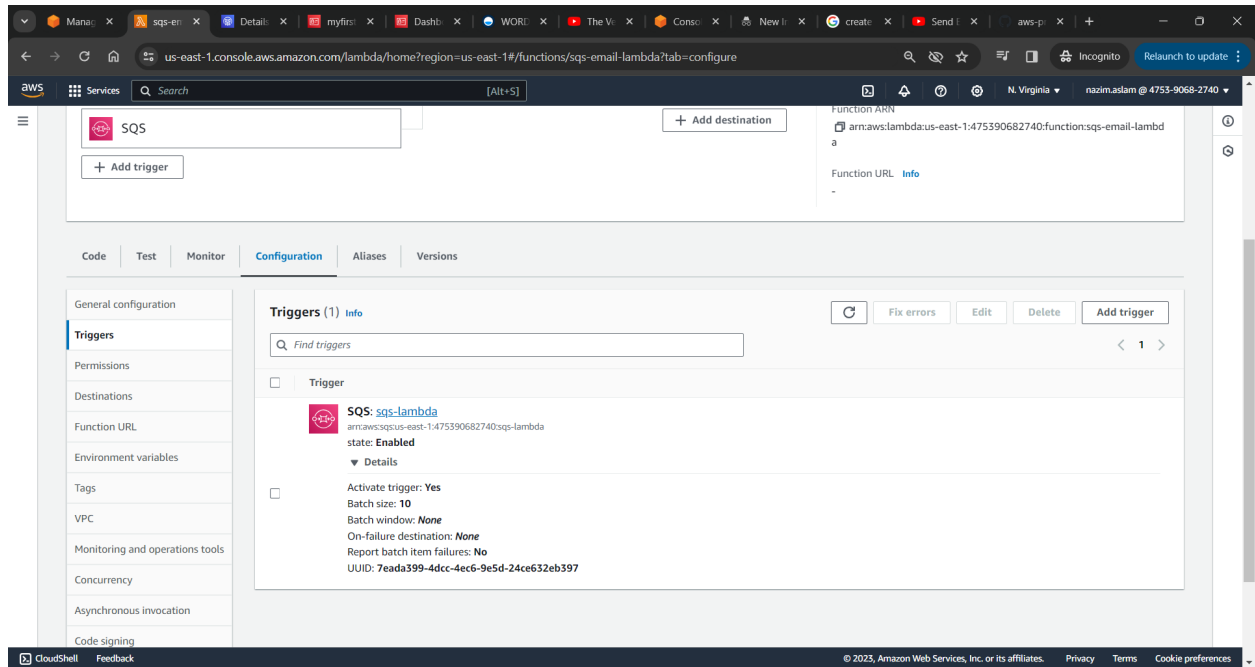 Manag
sqs-en
Details
myfirst
Dashb
WORD
The Ve
Conso
New In
create
Send E
aws-pr
us-east-1.console.aws.amazon.com/lambda/home?region=us-east-1#/functions/sqs-email-lambda?tab=configure
Incognito
Relaunch to update
aws
Services
Search
[Alt+S]
N. Virginia
nazim.aslam @ 4753-9068-2740
SQS
+ Add trigger
+ Add destination
Function ARN
arn:aws:lambda:us-east-1:475390682740:function:sqs-email-lambd
a
Function URL Info
-
Code
Test
Monitor
Configuration
Aliases
Versions
General configuration
Triggers
Permissions
Destinations
Function URL
Environment variables
Tags
VPC
Monitoring and operations tools
Concurrency
Asynchronous invocation
Code signing
Triggers (1) Info
Fix errors
Edit
Delete
Add trigger
Find triggers
1
Trigger
SQS: sqs-lambda
arn:aws:sqs:us-east-1:475390682740:sqs-lambda
state: Enabled
Details
Activate trigger: Yes
Batch size: 10
Batch window: None
On-failure destination: None
Report batch item failures: No
UUID: 7eada399-4dcc-4ec6-9e5d-24ce632eb397
CloudShell
Feedback
© 2023, Amazon Web Services, Inc. or its affiliates.
Privacy
Terms
Cookie preferences